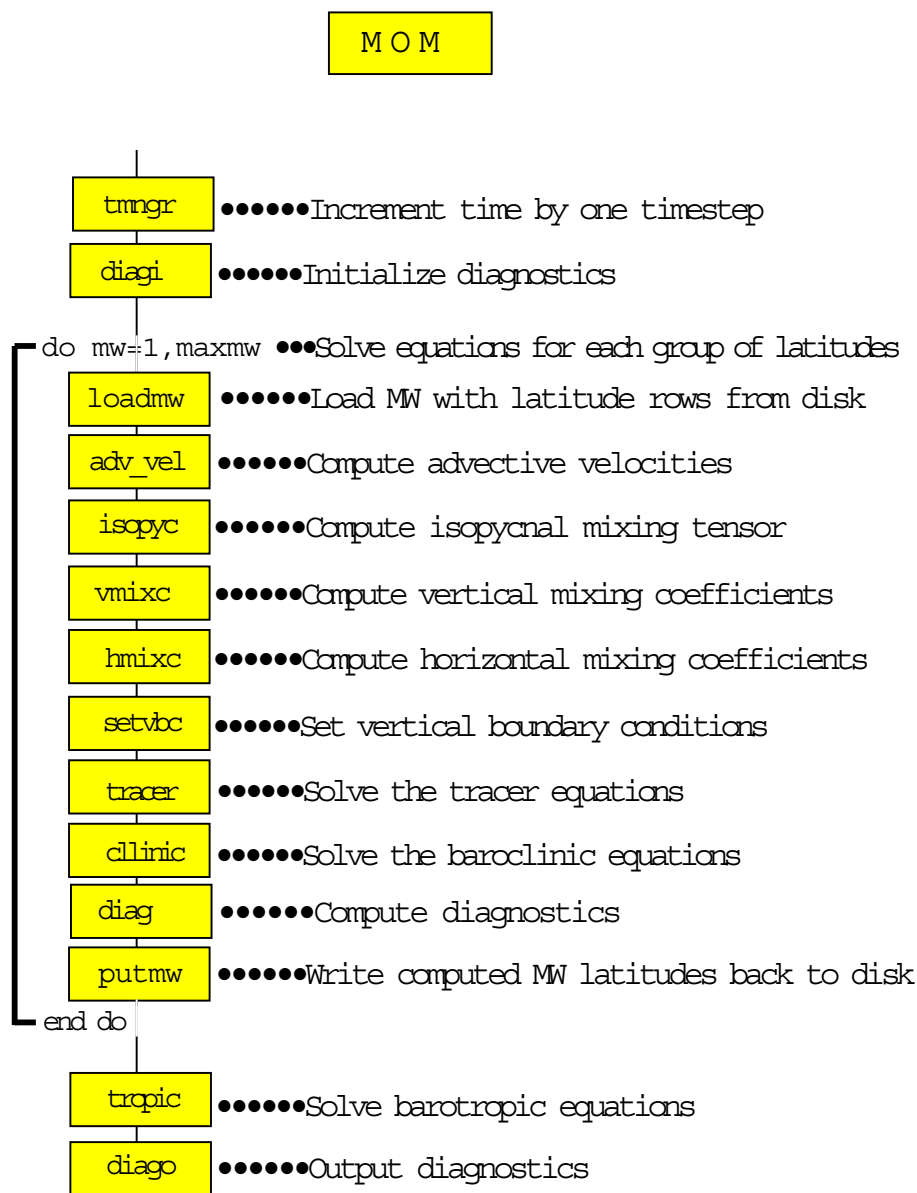 MOM
tmngr ●●●●●●Increment time by one timestep
diagi ●●●●●●Initialize diagnostics
do mw=1,maxmw ●●●Solve equations for each group of latitudes
loadmw ●●●●●●Load MW with latitude rows from disk
adv_vel ●●●●●●Compute advective velocities
isopyc ●●●●●●Compute isopycnal mixing tensor
vmixc ●●●●●●Compute vertical mixing coefficients
hmixc ●●●●●●Compute horizontal mixing coefficients
setvbc ●●●●●●Set vertical boundary conditions
tracer ●●●●●●Solve the tracer equations
cllinic ●●●●●●Solve the baroclinic equations
diag ●●●●●●Compute diagnostics
putmw ●●●●●●Write computed MW latitudes back to disk
end do
tropic ●●●●●●Solve barotropic equations
diago ●●●●●●Output diagnostics